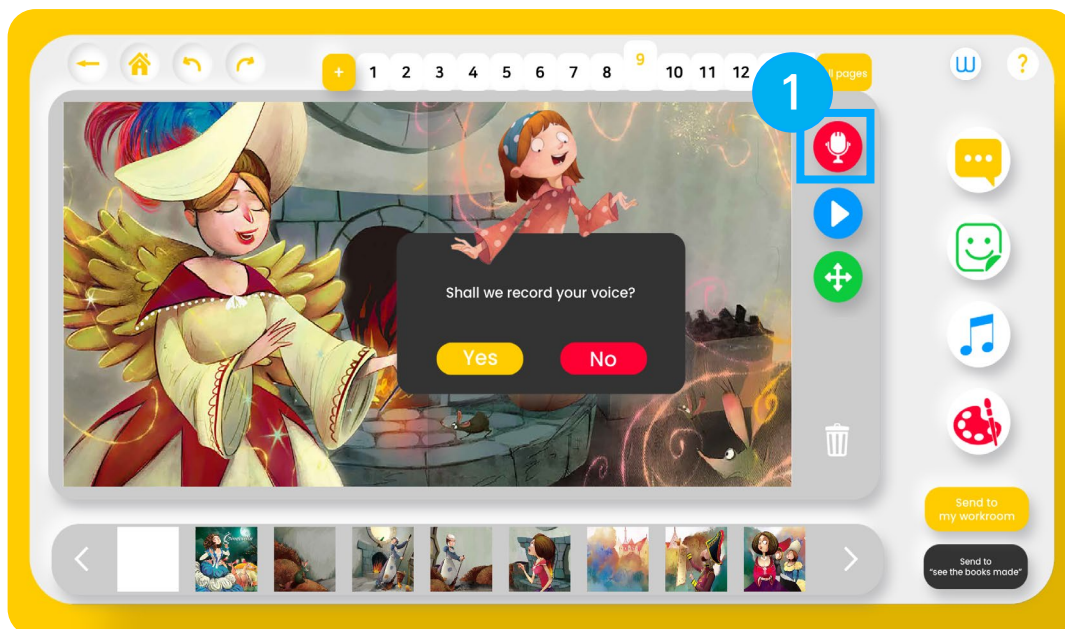 + 1 2 3 4 5 6 7 8 9 10 11 12
pages
W ?
1
Shall we record your voice?
Yes No
Send to
my workroom
Send to
"see the books made"